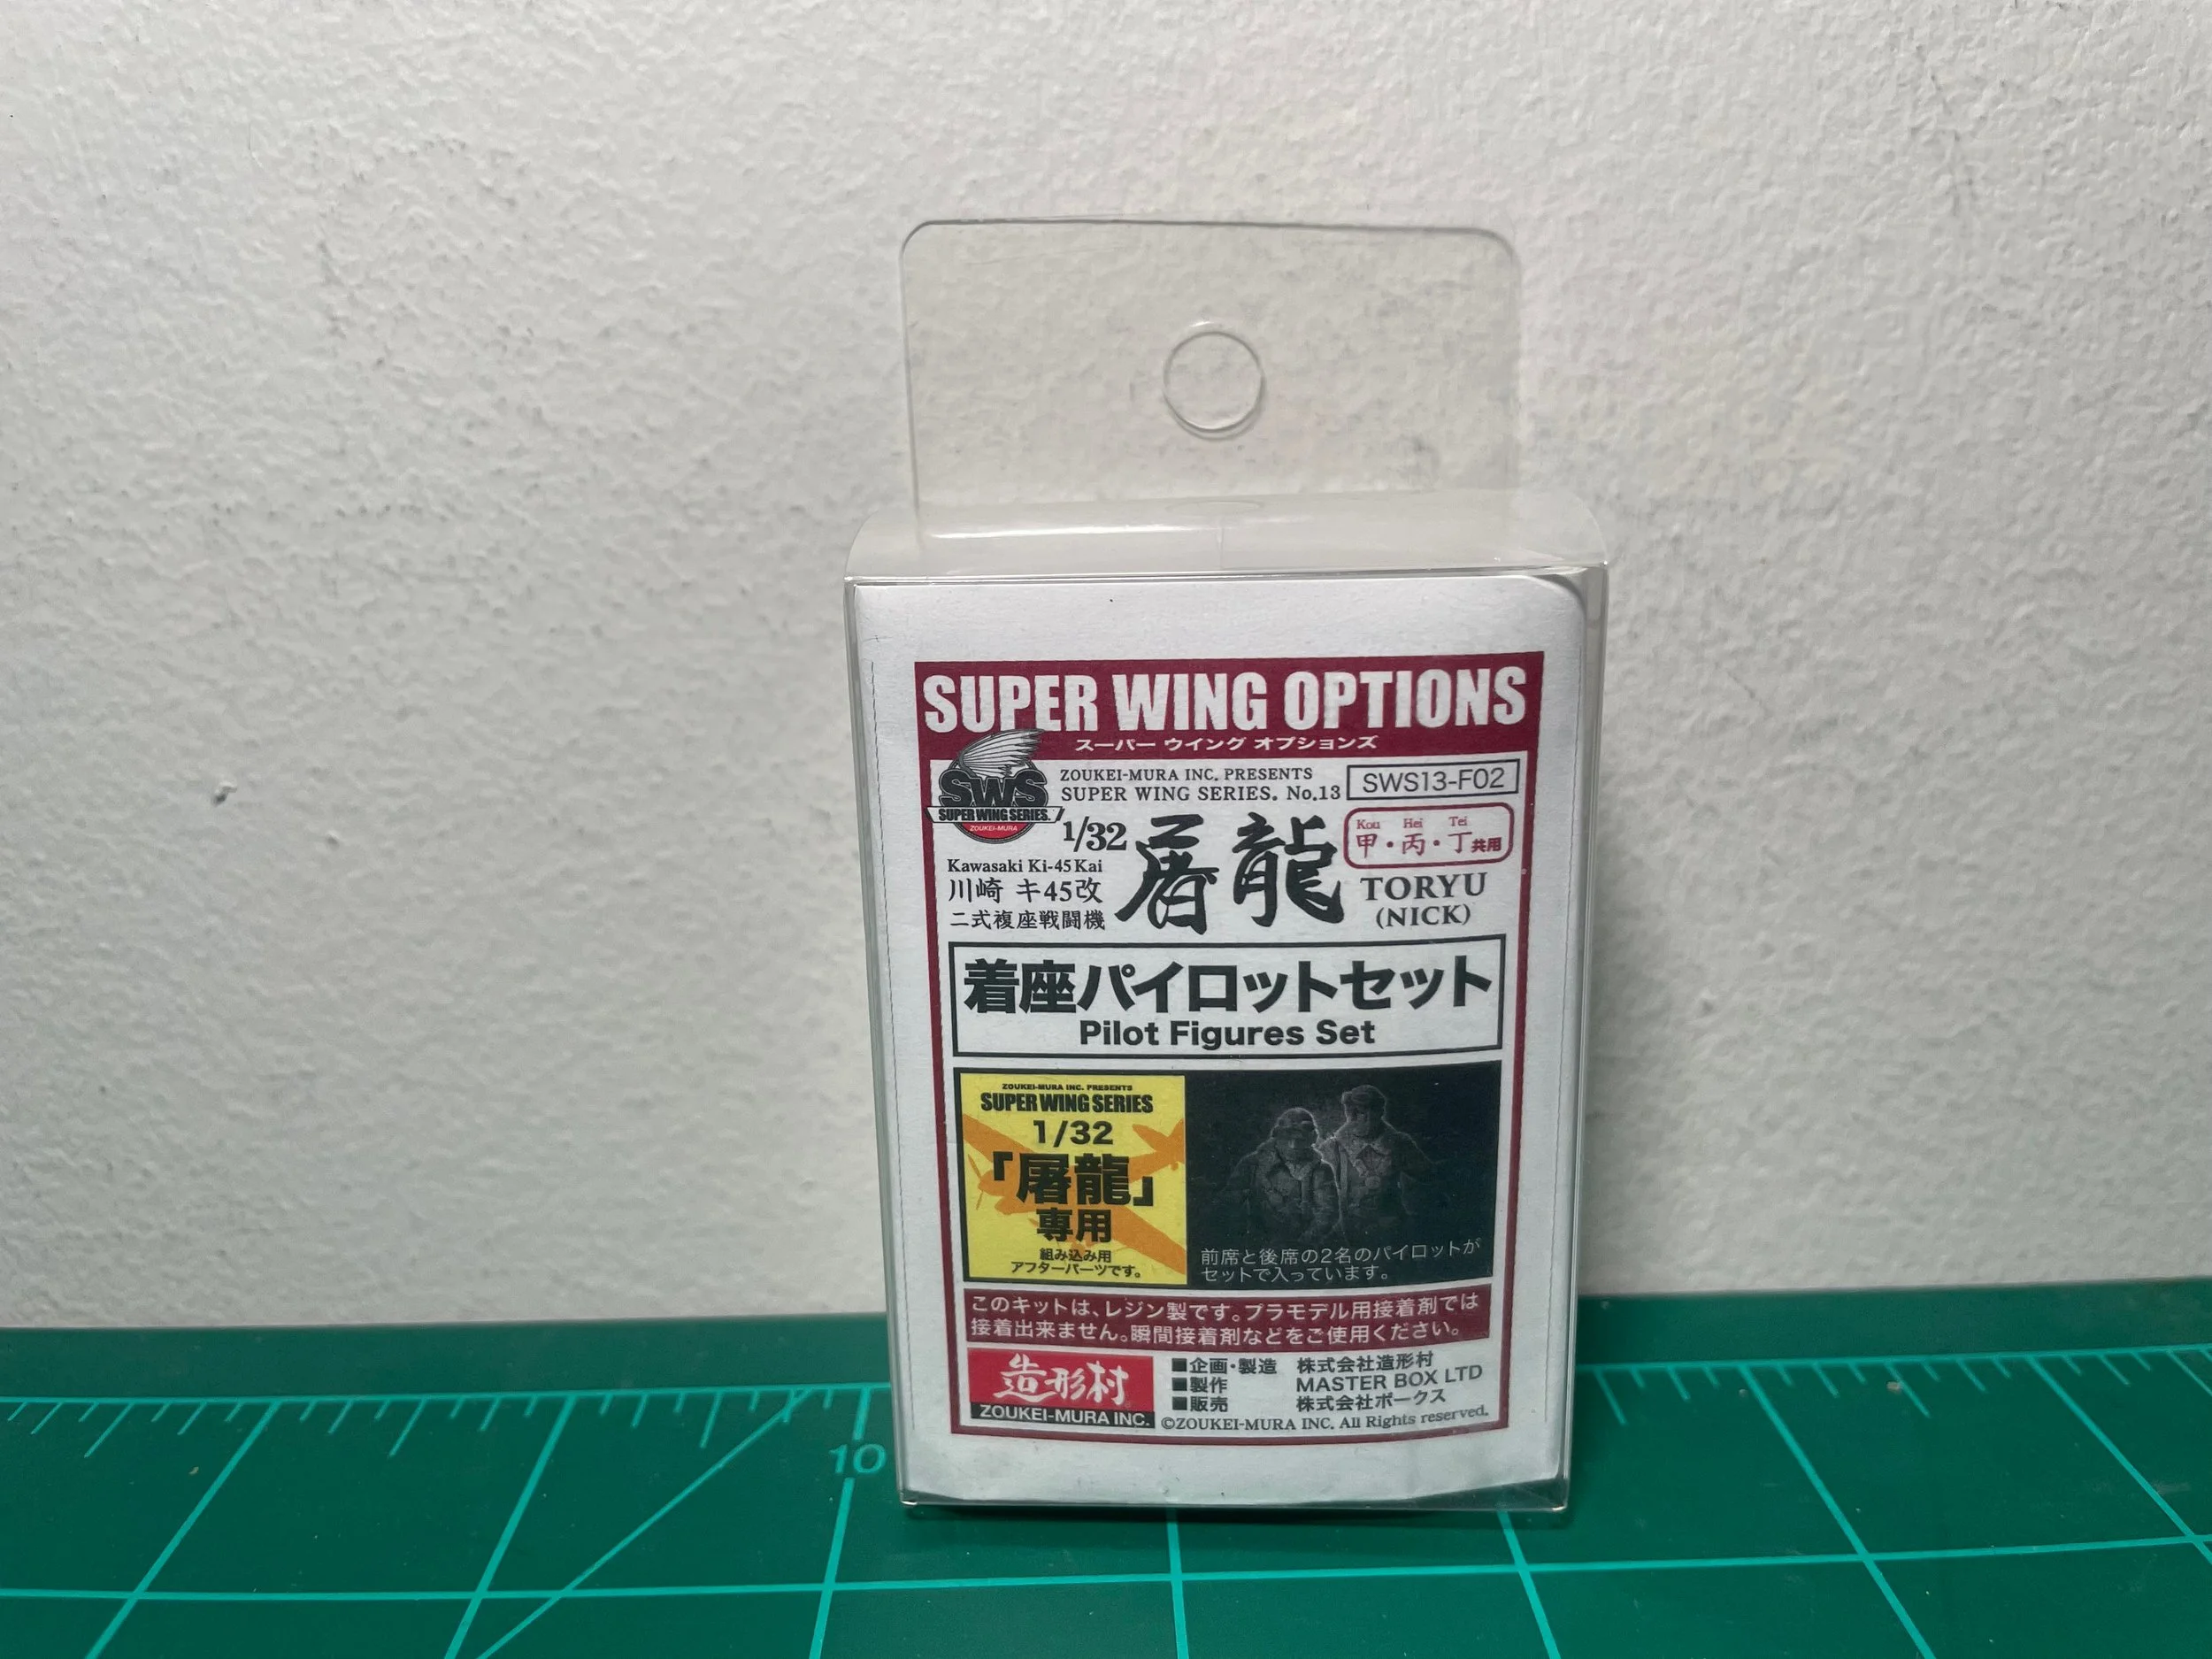 SUPER WING OPTIONS
スーパー ウイング オプションズ
SWS
SUPER WING SERIES.
ZOUKEI-MURA
ZOUKEI-MURA INC. PRESENTS
SUPER WING SERIES. No.13
SWS13-F02
1/32
屠龍
Kou Hei Tei
甲・丙・丁共用
Kawasaki Ki-45 Kai
川崎 キ45改
二式複座戦闘機
TORYU
(NICK)
着座パイロットセット
Pilot Figures Set
ZOUKEI-MURA INC. PRESENTS
SUPER WING SERIES
1/32
「屠龍」
専用
組み込み用
アフターパーツです。
前席と後席の2名のパイロットが
セットで入っています。
このキットは、レジン製です。プラモデル用接着剤では
接着出来ません。瞬間接着剤などをご使用ください。
造形村
ZOUKEI-MURA INC.
■企画・製造 株式会社造形村
■製作 MASTER BOX LTD
■販売 株式会社ボークス
©ZOUKEI-MURA INC. All Rights reserved.
10